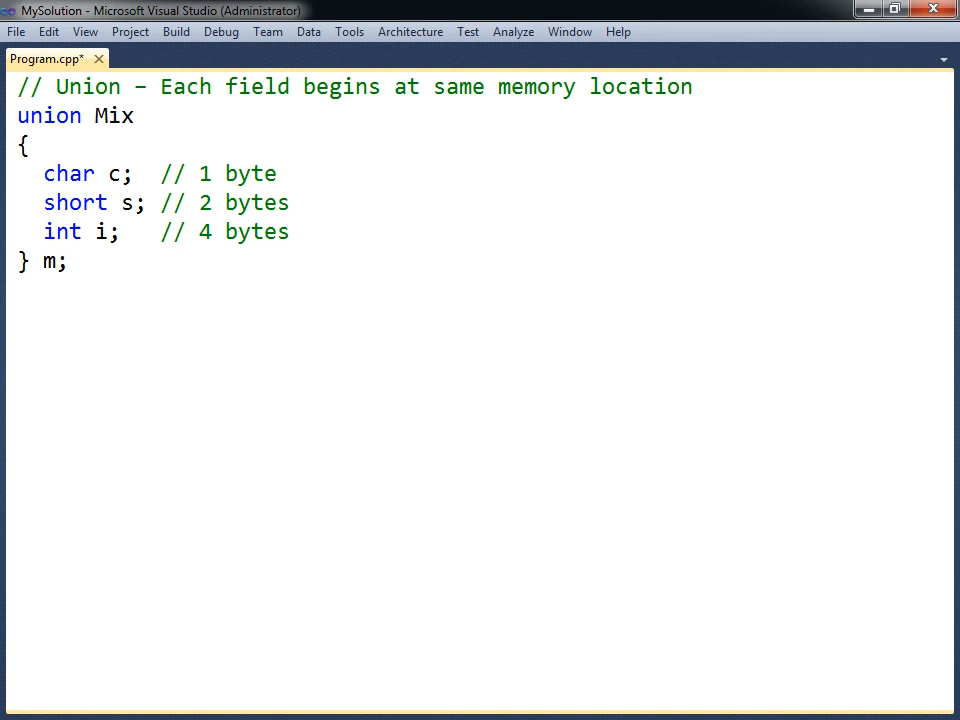 MySolution - Microsoft Visual Studio (Administrator)
File Edit View Project Build Debug Team Data Tools Architecture Test Analyze Window Help
Program.cpp*
// Union – Each field begins at same memory location
union Mix
{
  char c;  // 1 byte
  short s; // 2 bytes
  int i;   // 4 bytes
} m;